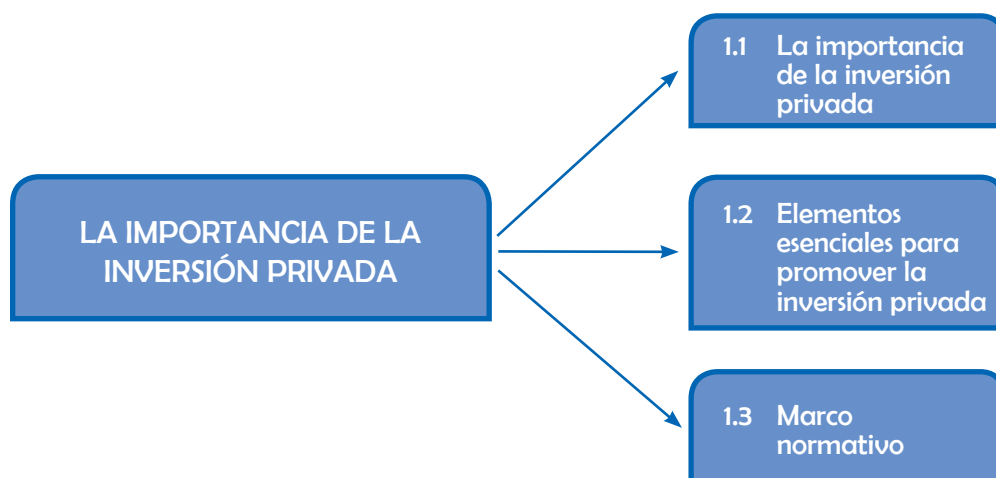 LA IMPORTANCIA DE LA
INVERSIÓN PRIVADA
1.1 La importancia
de la inversión
privada
1.2 Elementos
esenciales para
promover la
inversión privada
1.3 Marco
normativo